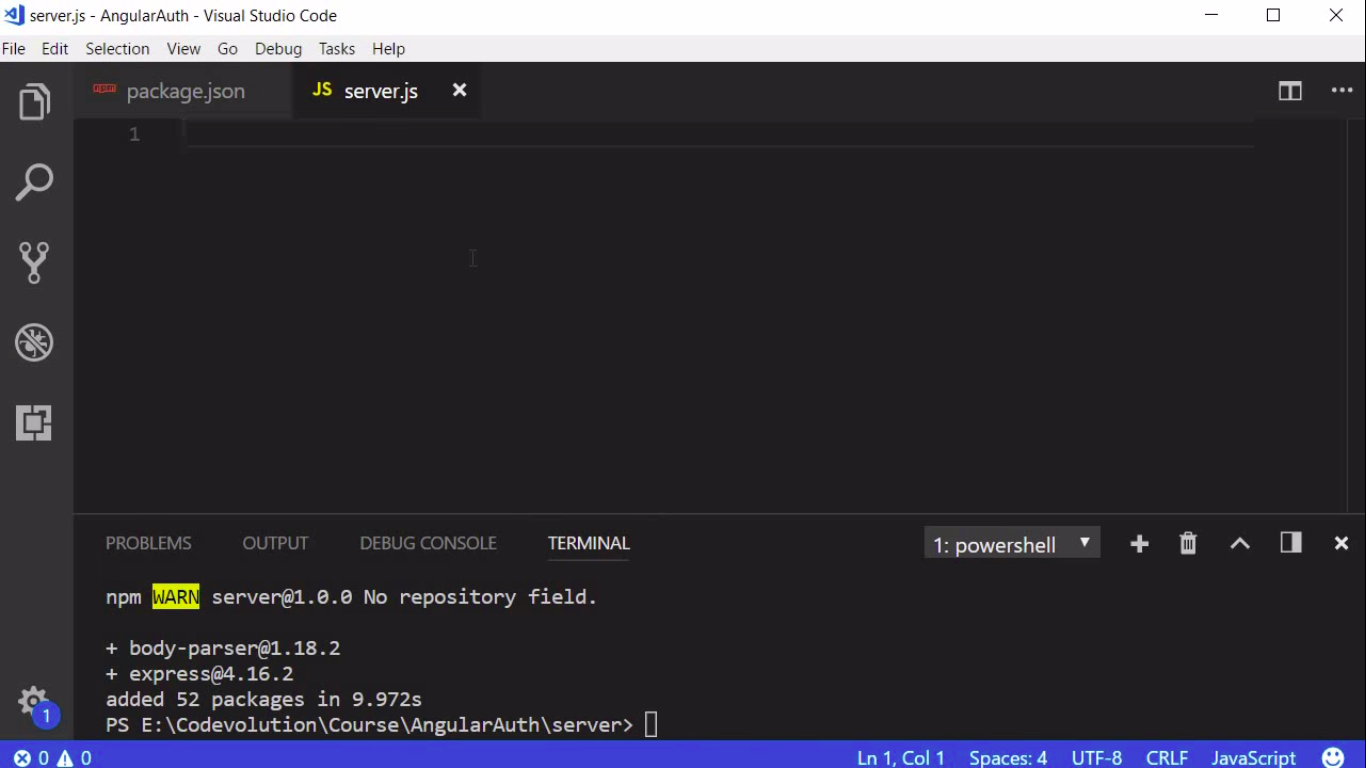 server.js - AngularAuth - Visual Studio Code
File Edit Selection View Go Debug Tasks Help
npm package.json JS server.js
1
PROBLEMS OUTPUT DEBUG CONSOLE TERMINAL 1: powershell
npm WARN server@1.0.0 No repository field.
+ body-parser@1.18.2
+ express@4.16.2
added 52 packages in 9.972s
PS E:\Codevolution\Course\AngularAuth\server>
1
0 0 Ln 1, Col 1 Spaces: 4 UTF-8 CRLF JavaScript